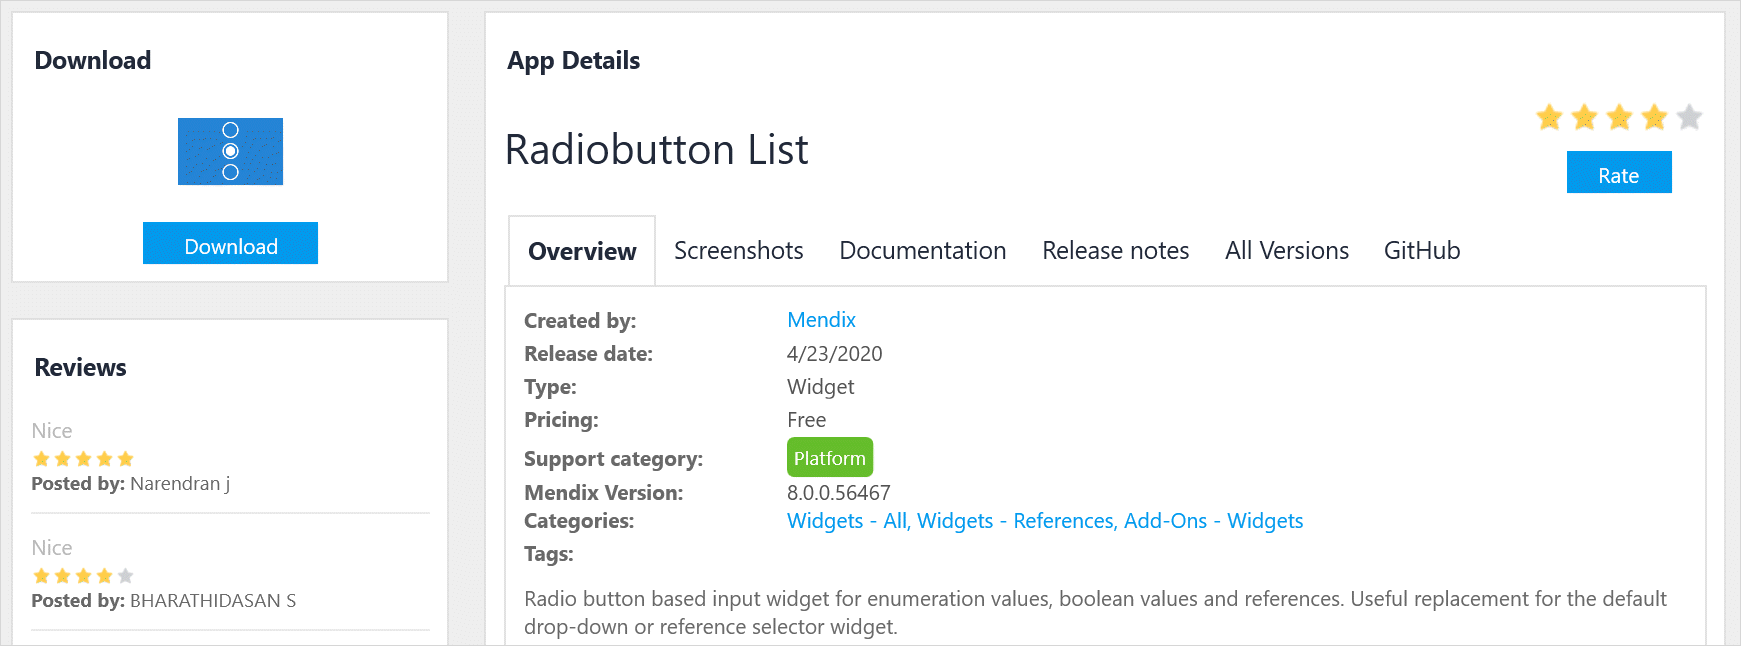 Download
Download
Reviews
Nice
Posted by: Narendran j
Nice
Posted by: BHARATHIDASAN S
App Details
Radiobutton List
Rate
Overview Screenshots Documentation Release notes All Versions GitHub
Created by: Mendix
Release date: 4/23/2020
Type: Widget
Pricing: Free
Support category: Platform
Mendix Version: 8.0.0.56467
Categories: Widgets - All, Widgets - References, Add-Ons - Widgets
Tags:
Radio button based input widget for enumeration values, boolean values and references. Useful replacement for the default
drop-down or reference selector widget.